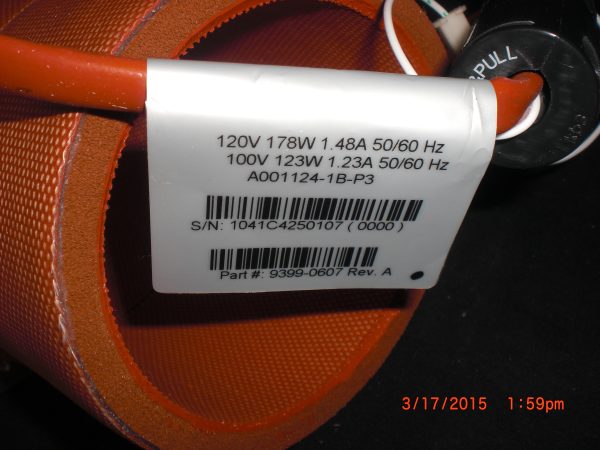 PULL
120V 178W 1.48A 50/60 Hz
100V 123W 1.23A 50/60 Hz
A001124-1B-P3
S/N: 1041C4250107 ( 0000 )
Part #: 9399-0607 Rev. A
3/17/2015 1:59pm